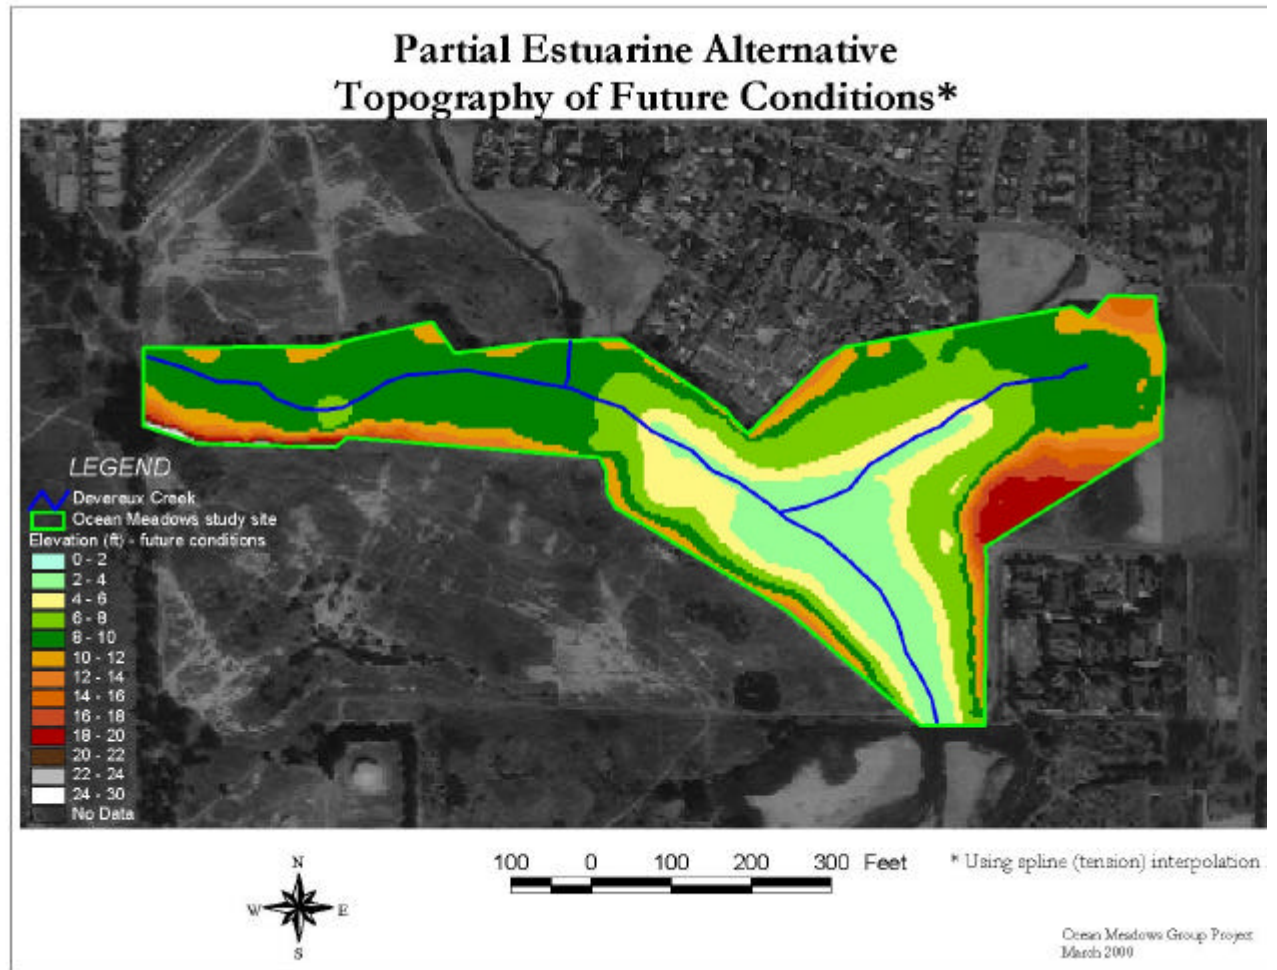 Partial Estuarine Alternative
Topography of Future Conditions*
LEGEND
Devereux Creek
Ocean Meadows study site
Elevation (ft) - future conditions
0 - 2
2 - 4
4 - 6
6 - 8
8 - 10
10 - 12
12 - 14
14 - 16
16 - 18
18 - 20
20 - 22
22 - 24
24 - 30
No Data
N
W E
S
100 0 100 200 300 Feet
* Using spline (tension) interpolation
Ocean Meadows Group Project
March 2000